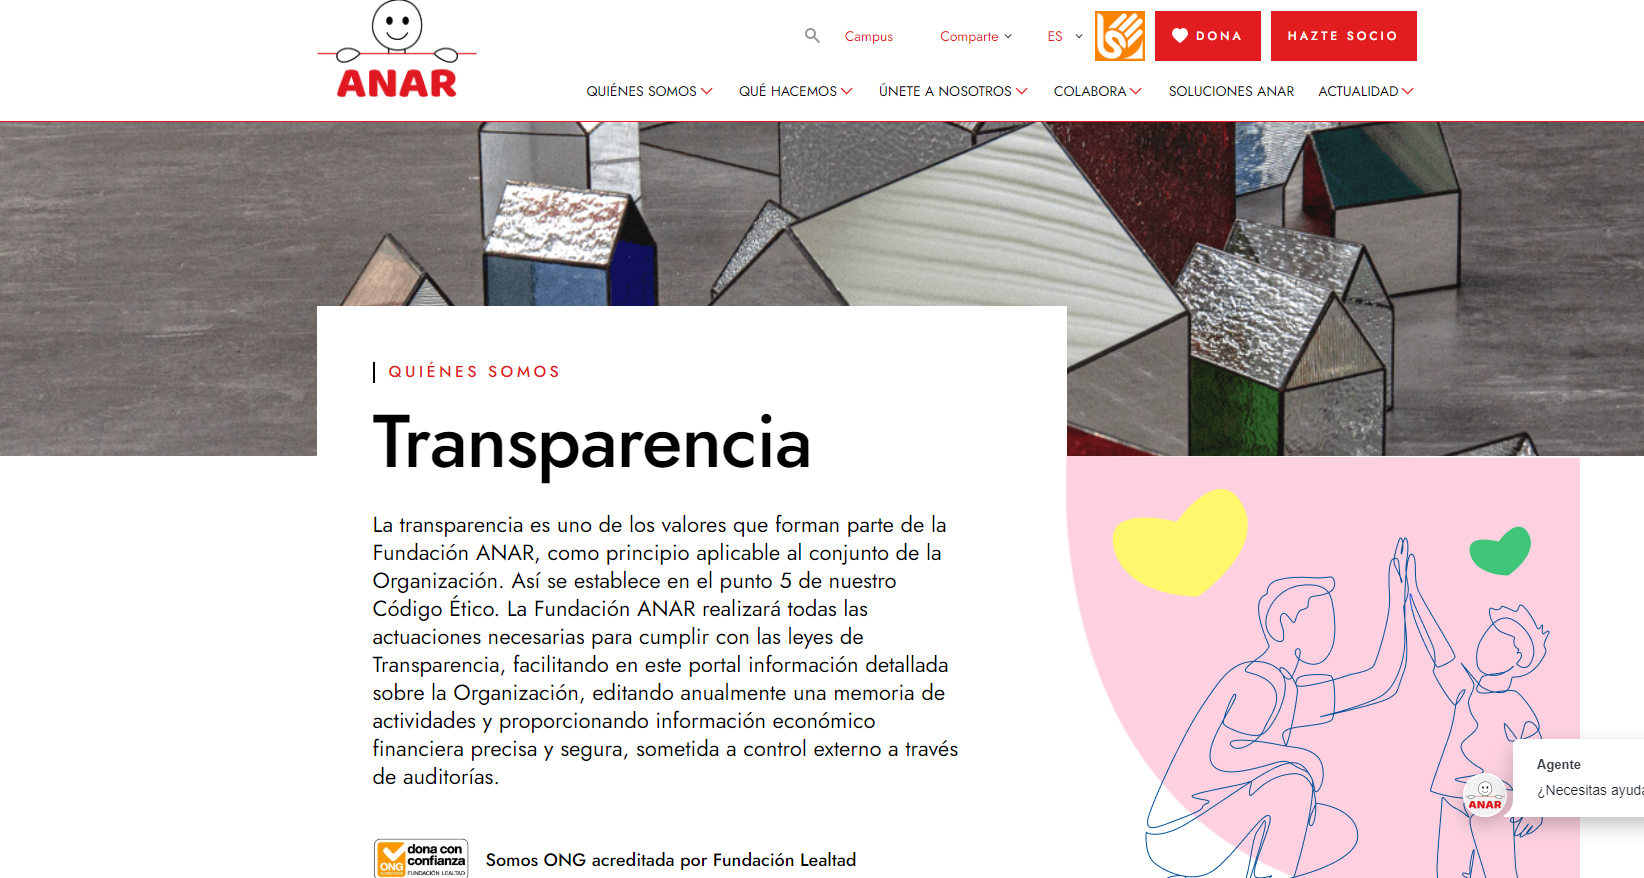 ANAR
Campus
Comparte
ES
DONA
HAZTE SOCIO
QUIÉNES SOMOS
QUÉ HACEMOS
ÚNETE A NOSOTROS
COLABORA
SOLUCIONES ANAR
ACTUALIDAD
QUIÉNES SOMOS
Transparencia
La transparencia es uno de los valores que forman parte de la
Fundación ANAR, como principio aplicable al conjunto de la
Organización. Así se establece en el punto 5 de nuestro
Código Ético. La Fundación ANAR realizará todas las
actuaciones necesarias para cumplir con las leyes de
Transparencia, facilitando en este portal información detallada
sobre la Organización, editando anualmente una memoria de
actividades y proporcionando información económico
financiera precisa y segura, sometida a control externo a través
de auditorías.
dona con
confianza
ONG
FUNDACIÓN LEALTAD
Somos ONG acreditada por Fundación Lealtad
Agente
¿Necesitas ayuda
ANAR